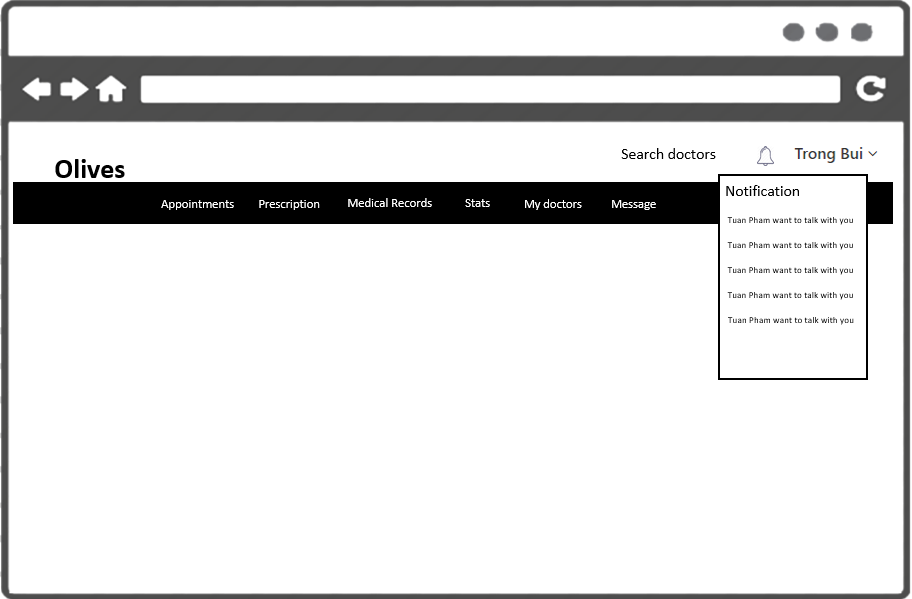 Search doctors
Trong Bui
Olives
Appointments
Prescription
Medical Records
Stats
My doctors
Message
Notification
Tuan Pham want to talk with you
Tuan Pham want to talk with you
Tuan Pham want to talk with you
Tuan Pham want to talk with you
Tuan Pham want to talk with you